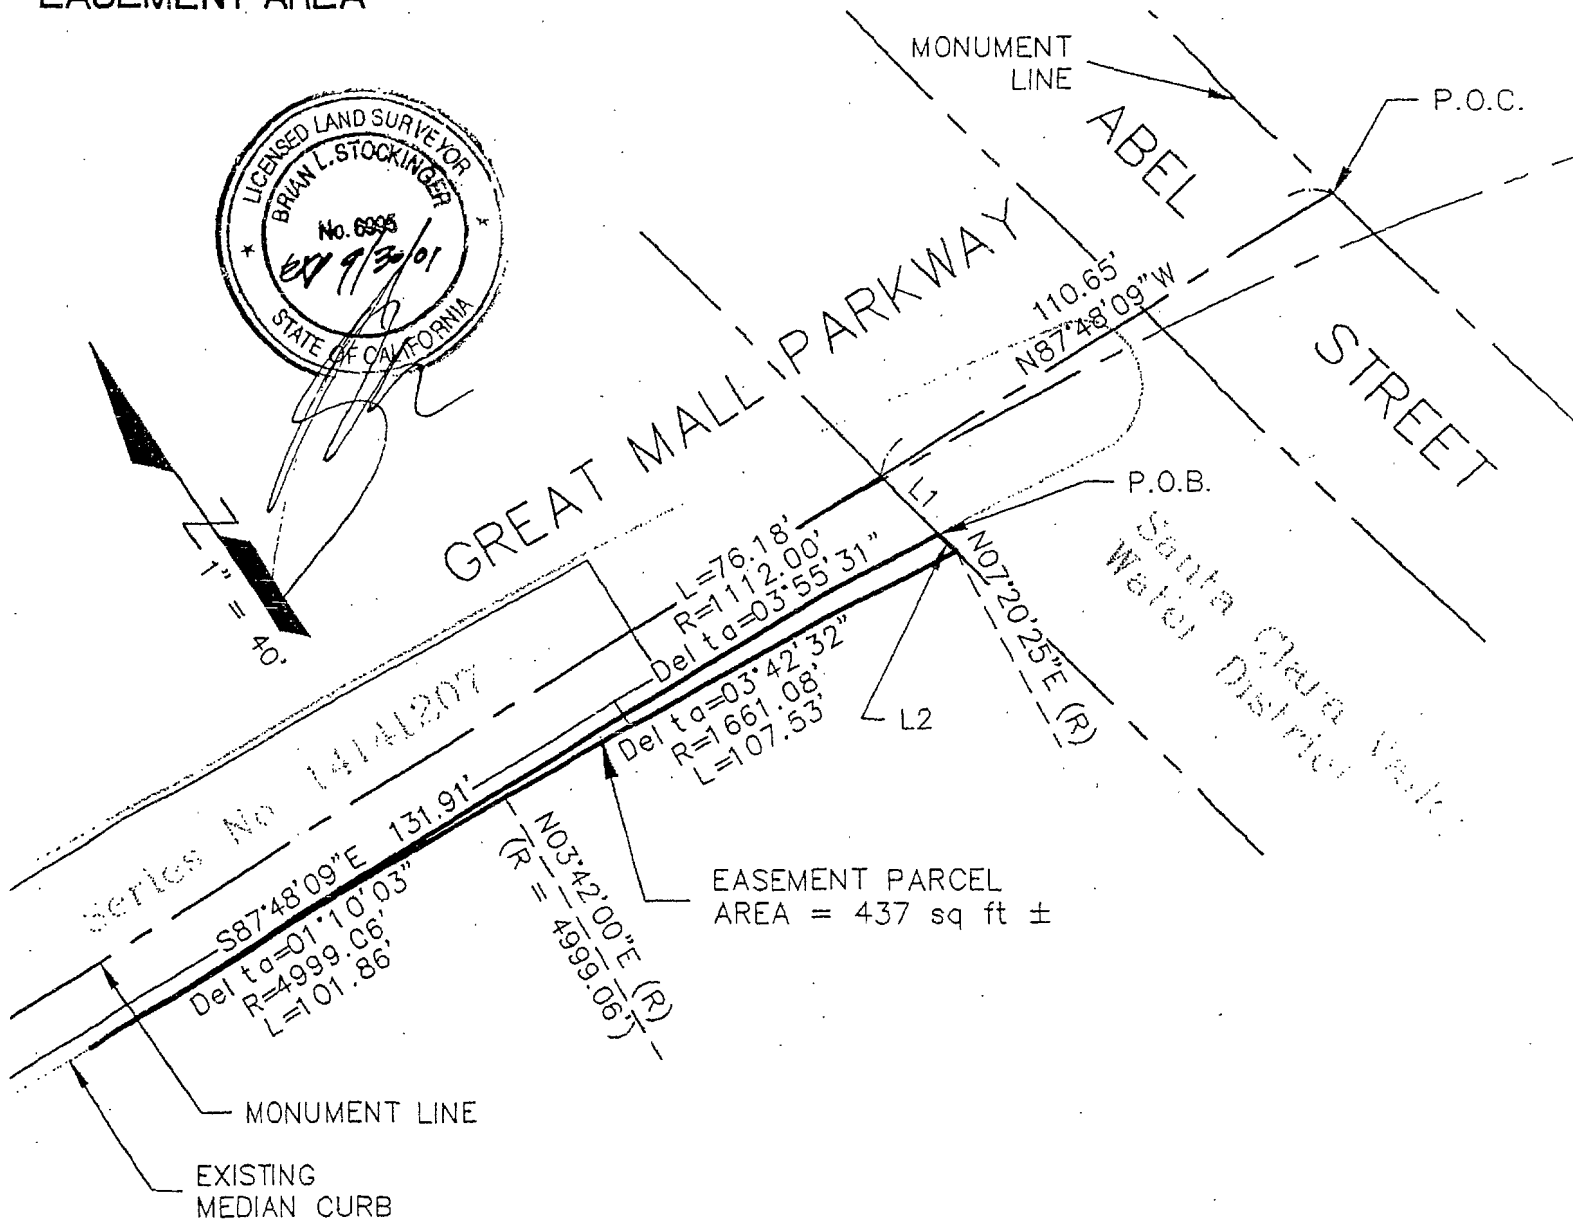 EASEMENT AREA
MONUMENT
LINE
P.O.C.
ABEL
STREET
LICENSED LAND SURVEYOR
BRIAN L. STOCKINGER
No. 6995
EXP 9/30/01
STATE OF CALIFORNIA
GREAT MALL PARKWAY
110.65'
N87°48'09"W
Z
1" = 40'
L1
P.O.B.
L=76.18'
R=1112.00'
Delta=03°55'31"
N07°20'25"E (R)
Delta=03°42'32"
R=1661.08'
L=107.53'
L2
Santa Clara
Water District
Series No 14141207
S87°48'09"E 131.91'
Delta=01°10'03"
R=4999.06'
L=101.86'
N03°42'00"E (R)
(R = 4999.06')
EASEMENT PARCEL
AREA = 437 sq ft ±
MONUMENT LINE
EXISTING
MEDIAN CURB